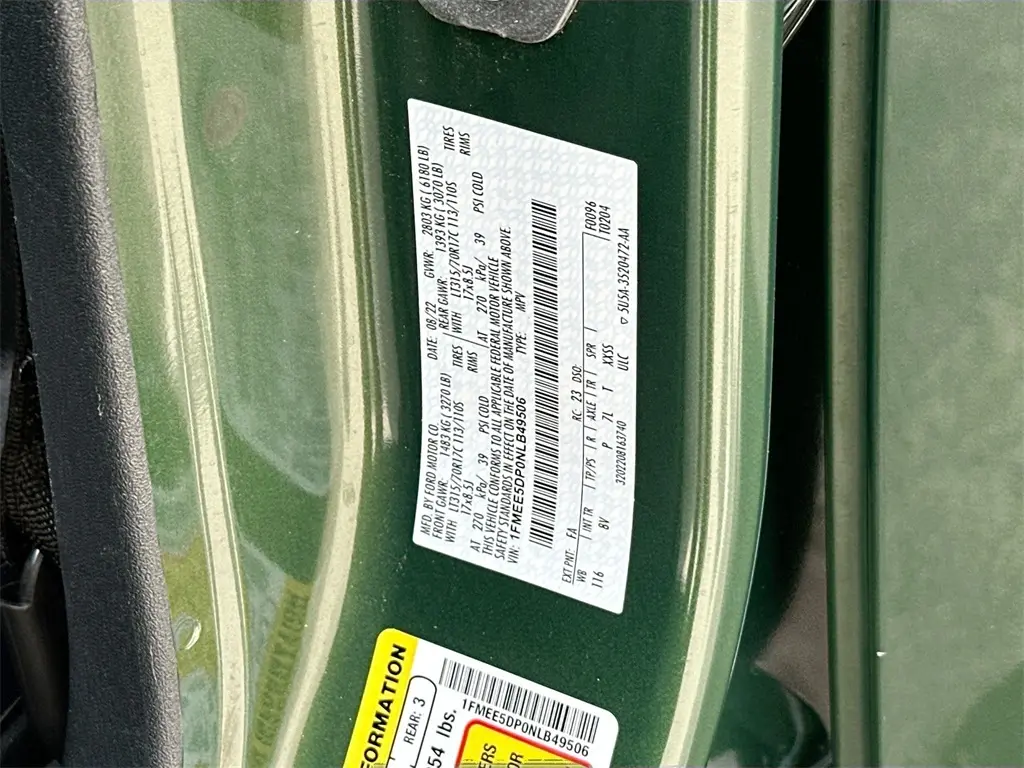 MFD. BY FORD MOTOR CO.
DATE: 08/22 GVWR: 2803 KG (6180 LB)
FRONT GAWR: 1483 KG (3270 LB) REAR GAWR: 1393 KG (3070 LB)
WITH LT315/70R17C 113/110S TIRES WITH LT315/70R17C 113/110S TIRES
17x8.5J RIMS 17x8.5J RIMS
AT 270 kPa/ 39 PSI COLD AT 270 kPa/ 39 PSI COLD
THIS VEHICLE CONFORMS TO ALL APPLICABLE FEDERAL MOTOR VEHICLE
SAFETY STANDARDS IN EFFECT ON THE DATE OF MANUFACTURE SHOWN ABOVE.
VIN: 1FMEE5DP0NLB49506 TYPE: MPV
EXT PNT: FA RC: 23 DSO: F0096
WB INT TR TP/PS R AXLE TR SPR T0204
116 BV P 7L T XXSS
3202208163740 ULC 5U5A-3520472-AA
FORMATION
REAR: 3
54 lbs.
1FMEE5DP0NLB49506